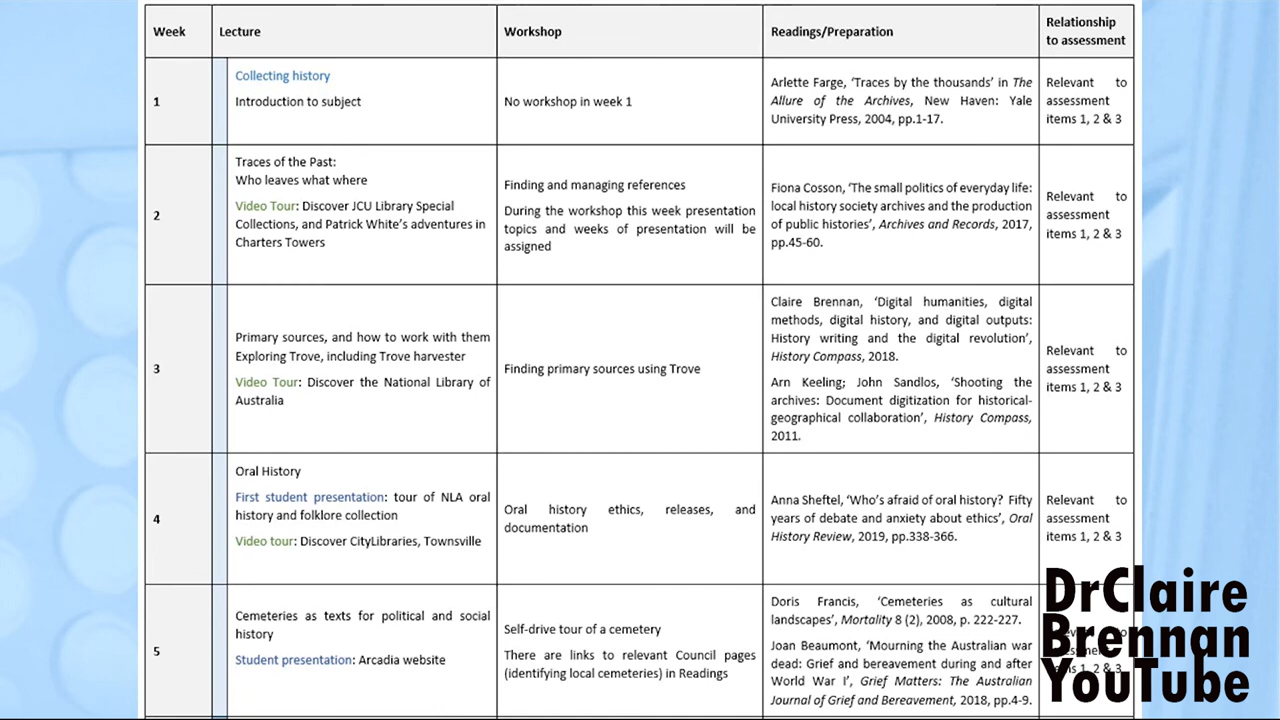 Week
Lecture
Workshop
Readings/Preparation
Relationship
to assessment
1
Collecting history
Introduction to subject
No workshop in week 1
Arlette Farge, ‘Traces by the thousands’ in The
Allure of the Archives, New Haven: Yale
University Press, 2004, pp.1-17.
Relevant to
assessment
items 1, 2 & 3
2
Traces of the Past:
Who leaves what where
Video Tour: Discover JCU Library Special
Collections, and Patrick White’s adventures in
Charters Towers
Finding and managing references
During the workshop this week presentation
topics and weeks of presentation will be
assigned
Fiona Cosson, ‘The small politics of everyday life:
local history society archives and the production
of public histories’, Archives and Records, 2017,
pp.45-60.
Relevant to
assessment
items 1, 2 & 3
3
Primary sources, and how to work with them
Exploring Trove, including Trove harvester
Video Tour: Discover the National Library of
Australia
Finding primary sources using Trove
Claire Brennan, ‘Digital humanities, digital
methods, digital history, and digital outputs:
History writing and the digital revolution’,
History Compass, 2018.
Arn Keeling; John Sandlos, ‘Shooting the
archives: Document digitization for historical-
geographical collaboration’, History Compass,
2011.
Relevant to
assessment
items 1, 2 & 3
4
Oral History
First student presentation: tour of NLA oral
history and folklore collection
Video tour: Discover CityLibraries, Townsville
Oral history ethics, releases, and
documentation
Anna Sheftel, ‘Who’s afraid of oral history? Fifty
years of debate and anxiety about ethics’, Oral
History Review, 2019, pp.338-366.
Relevant to
assessment
items 1, 2 & 3
5
Cemeteries as texts for political and social
history
Student presentation: Arcadia website
Self-drive tour of a cemetery
There are links to relevant Council pages
(identifying local cemeteries) in Readings
Doris Francis, ‘Cemeteries as cultural
landscapes’, Mortality 8 (2), 2008, p. 222-227.
Joan Beaumont, ‘Mourning the Australian war
dead: Grief and bereavement during and after
World War I’, Grief Matters: The Australian
Journal of Grief and Bereavement, 2018, pp.4-9.
DrClaire
Brennan
YouTube